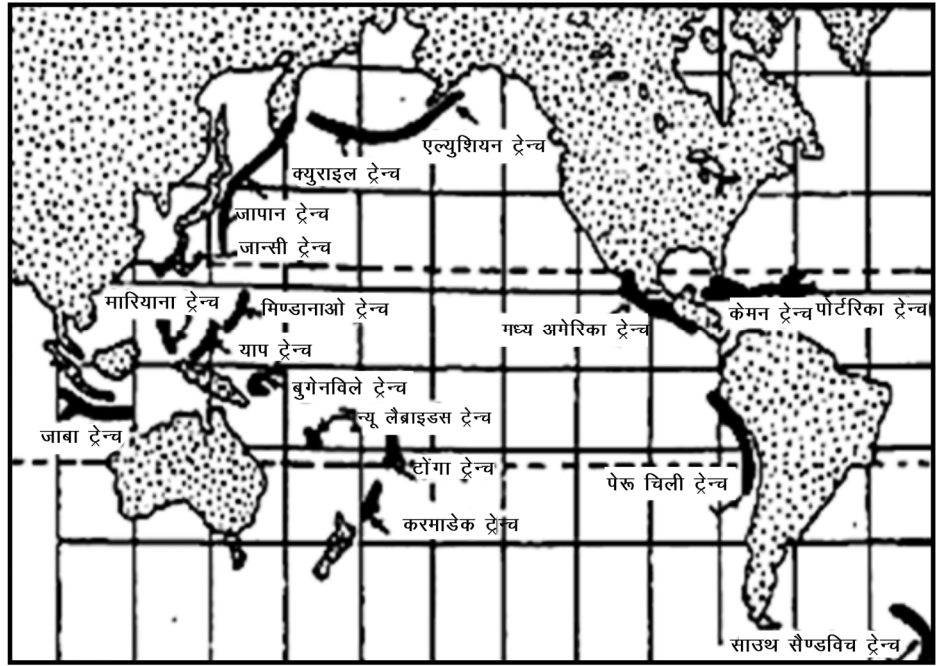 एल्युशियन ट्रेन्च
क्युराइल ट्रेन्च
जापान ट्रेन्च
जान्सी ट्रेन्च
मारियाना ट्रेन्च
मिण्डानाओ ट्रेन्च
केमन ट्रेन्च
पोर्टरिका ट्रेन्च
मध्य अमेरिका ट्रेन्च
याप ट्रेन्च
बुगेनविले ट्रेन्च
न्यू लैब्राइडस ट्रेन्च
जाबा ट्रेन्च
टोंगा ट्रेन्च
पेरू चिली ट्रेन्च
करमाडेक ट्रेन्च
साउथ सैण्डविच ट्रेन्च